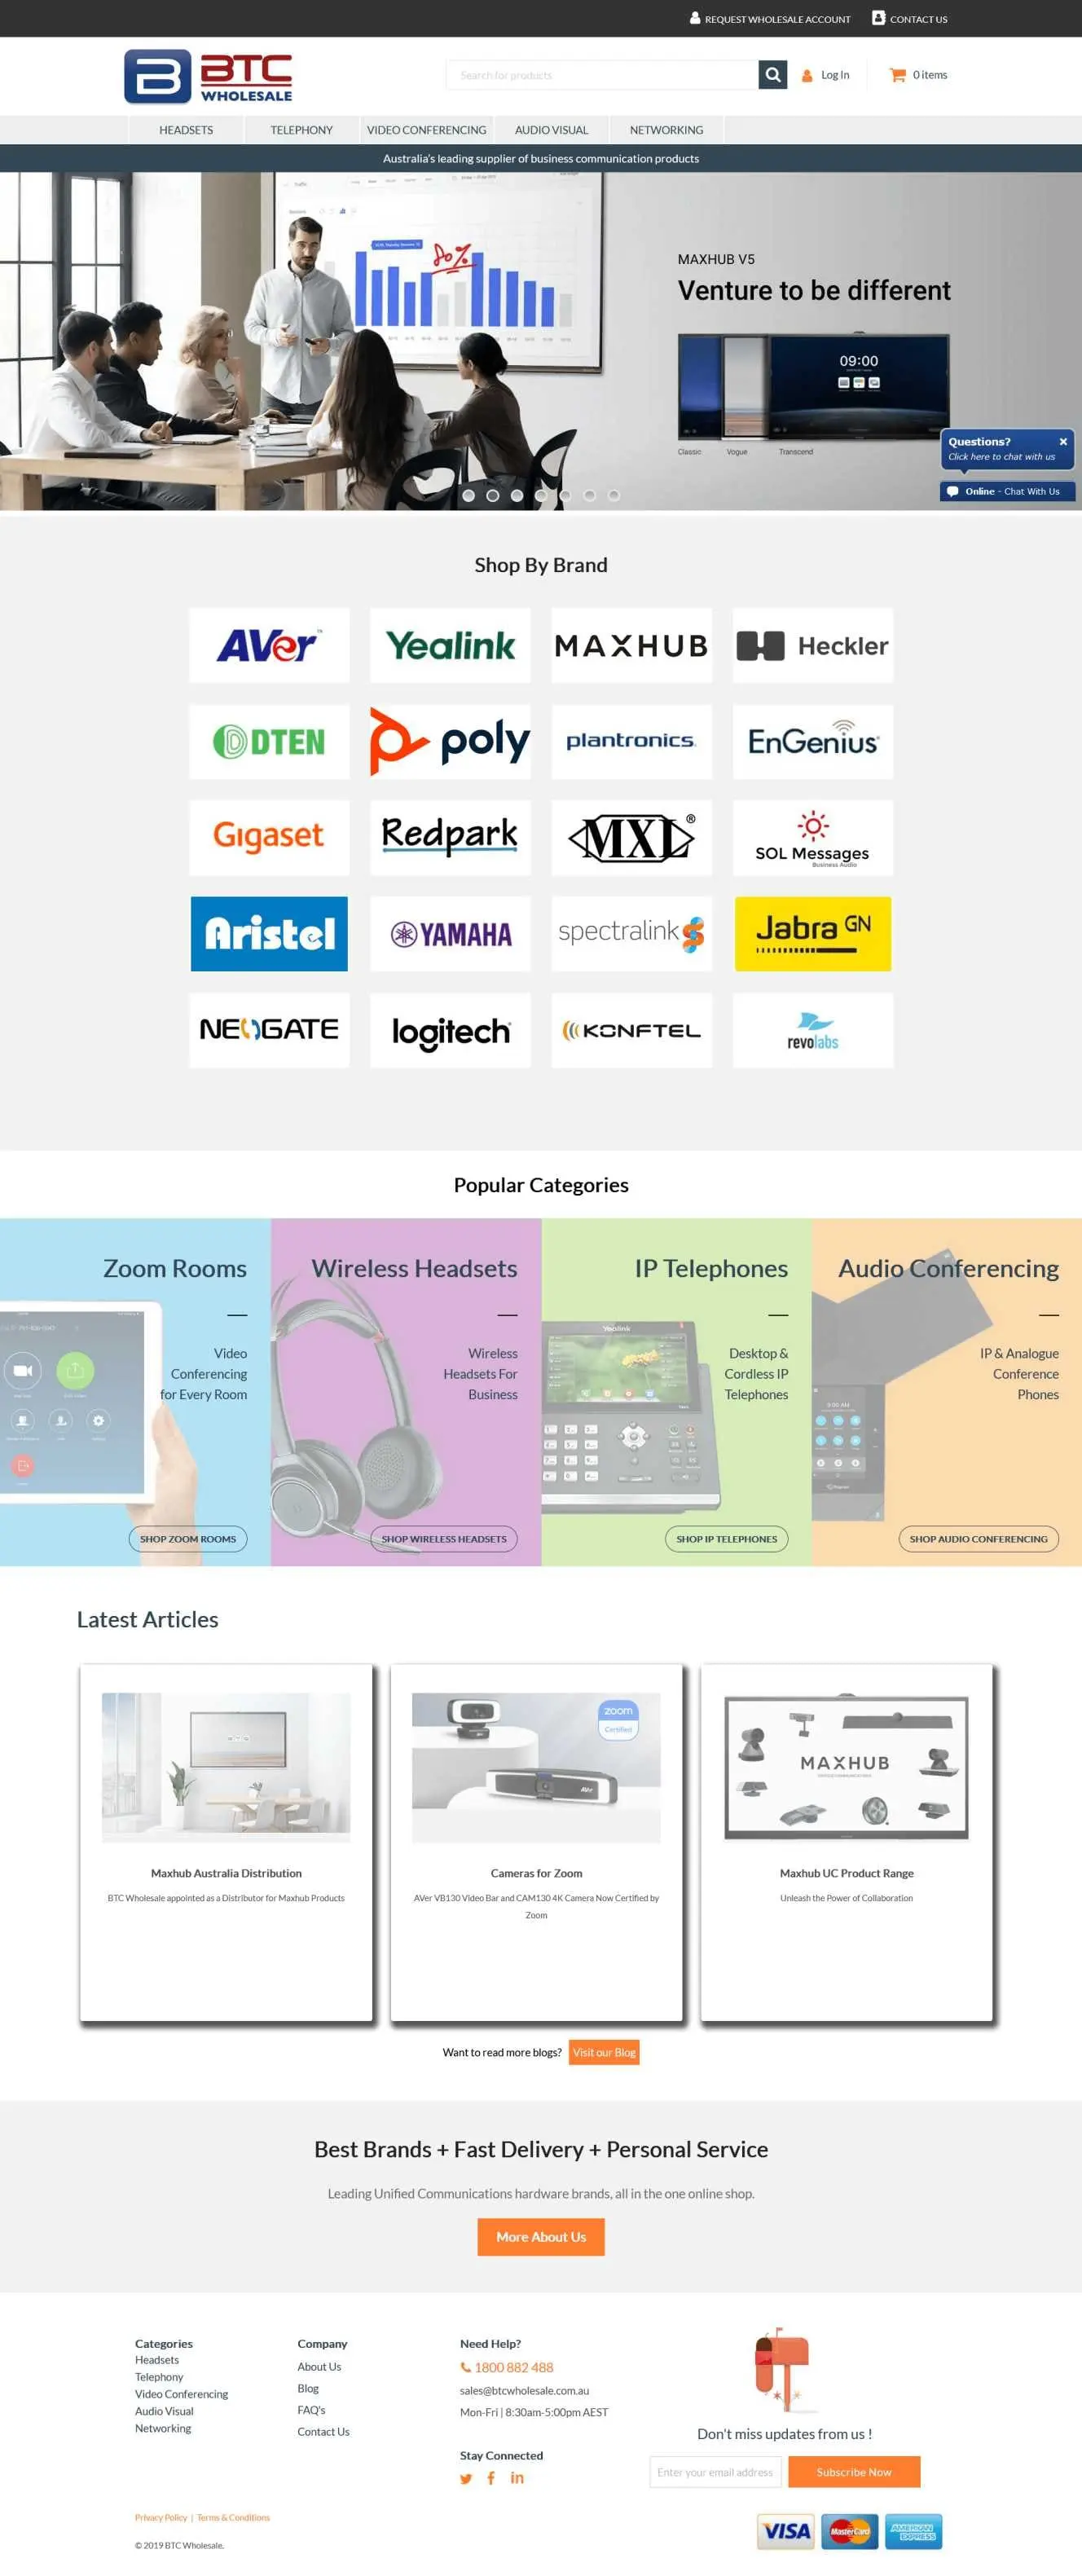 REQUEST WHOLESALE ACCOUNT
CONTACT US
B BTC
WHOLESALE
Search for products
Log In
0 items
HEADSETS
TELEPHONY
VIDEO CONFERENCING
AUDIO VISUAL
NETWORKING
Australia's leading supplier of business communication products
Traffic
80%
MAXHUB V5
Venture to be different
09:00
Classic
Vogue
Transcend
Questions?
Click here to chat with us
Online - Chat With Us
Shop By Brand
AVer™
Yealink
MAXHUB
Heckler
DTEN
poly
plantronics.
EnGenius®
Gigaset
Redpark
MXL®
SOL Messages
Business Audio
Aristel
YAMAHA
spectralink
Jabra GN
NEOGATE
logitech
KONFTEL
revolabs
Popular Categories
Zoom Rooms
Video
Conferencing
for Every Room
SHOP ZOOM ROOMS
Wireless Headsets
Wireless
Headsets For
Business
SHOP WIRELESS HEADSETS
IP Telephones
Yealink
Desktop &
Cordless IP
Telephones
SHOP IP TELEPHONES
Audio Conferencing
IP & Analogue
Conference
Phones
9:00 AM
SHOP AUDIO CONFERENCING
Latest Articles
Maxhub Australia Distribution
BTC Wholesale appointed as a Distributor for Maxhub Products
zoom
Certified
AVer
Cameras for Zoom
AVer VB130 Video Bar and CAM130 4K Camera Now Certified by
Zoom
MAXHUB
Maxhub UC Product Range
Unleash the Power of Collaboration
Want to read more blogs?
Visit our Blog
Best Brands + Fast Delivery + Personal Service
Leading Unified Communications hardware brands, all in the one online shop.
More About Us
Categories
Headsets
Telephony
Video Conferencing
Audio Visual
Networking
Company
About Us
Blog
FAQ's
Contact Us
Need Help?
1800 882 488
sales@btcwholesale.com.au
Mon-Fri | 8:30am-5:00pm AEST
Stay Connected
Don't miss updates from us !
Enter your email address
Subscribe Now
Privacy Policy | Terms & Conditions
© 2019 BTC Wholesale.
VISA
MasterCard
AMERICAN
EXPRESS